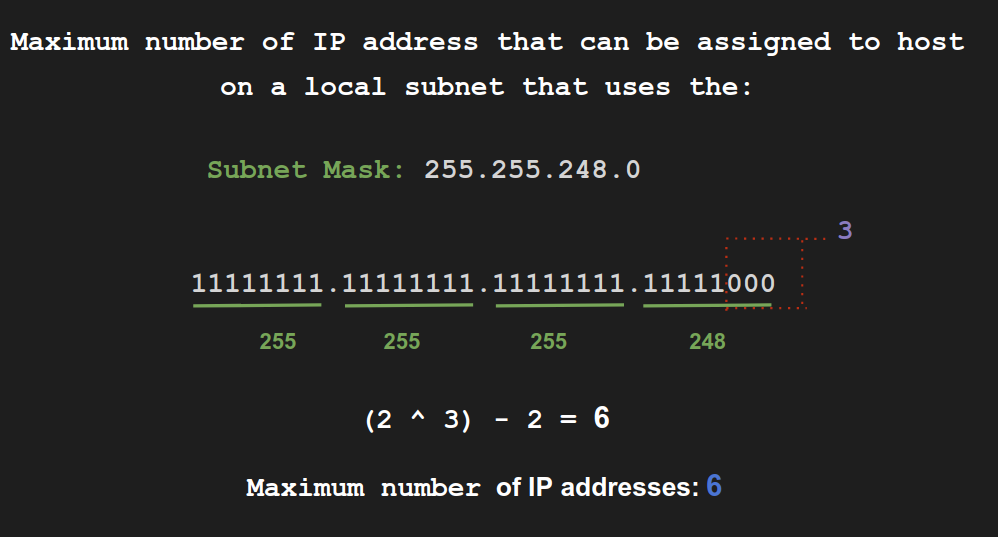 Maximum number of IP address that can be assigned to host
on a local subnet that uses the:
Subnet Mask: 255.255.248.0
3
11111111.11111111.11111111.11111000
255 255 255 248
(2 ^ 3) - 2 = 6
Maximum number of IP addresses: 6